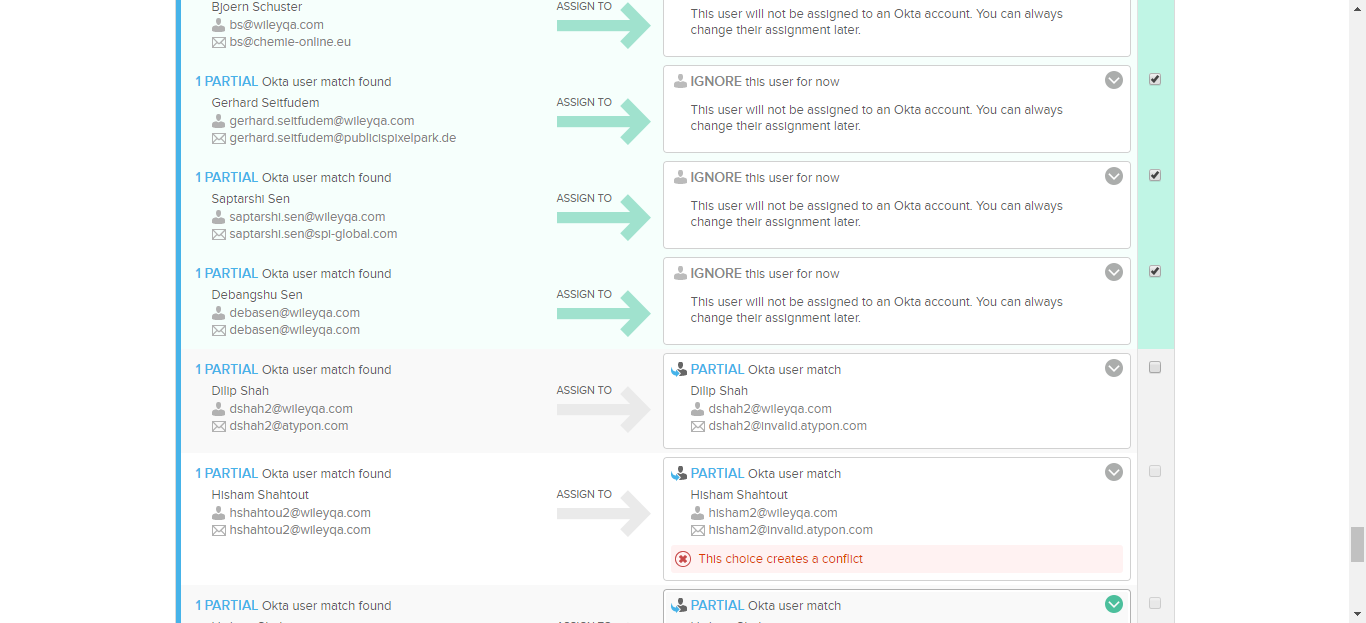 Bjoern Schuster
bs@wileyqa.com
bs@chemie-online.eu
ASSIGN TO
This user will not be assigned to an Okta account. You can always
change their assignment later.
1 PARTIAL Okta user match found
Gerhard Seitfudem
gerhard.seitfudem@wileyqa.com
gerhard.seitfudem@publicispixelpark.de
ASSIGN TO
IGNORE this user for now
This user will not be assigned to an Okta account. You can always
change their assignment later.
1 PARTIAL Okta user match found
Saptarshi Sen
saptarshi.sen@wileyqa.com
saptarshi.sen@spi-global.com
ASSIGN TO
IGNORE this user for now
This user will not be assigned to an Okta account. You can always
change their assignment later.
1 PARTIAL Okta user match found
Debangshu Sen
debasen@wileyqa.com
debasen@wileyqa.com
ASSIGN TO
IGNORE this user for now
This user will not be assigned to an Okta account. You can always
change their assignment later.
1 PARTIAL Okta user match found
Dilip Shah
dshah2@wileyqa.com
dshah2@atypon.com
ASSIGN TO
PARTIAL Okta user match
Dilip Shah
dshah2@wileyqa.com
dshah2@invalid.atypon.com
1 PARTIAL Okta user match found
Hisham Shahtout
hshahtou2@wileyqa.com
hshahtou2@wileyqa.com
ASSIGN TO
PARTIAL Okta user match
Hisham Shahtout
hisham2@wileyqa.com
hisham2@invalid.atypon.com
This choice creates a conflict
1 PARTIAL Okta user match found
PARTIAL Okta user match